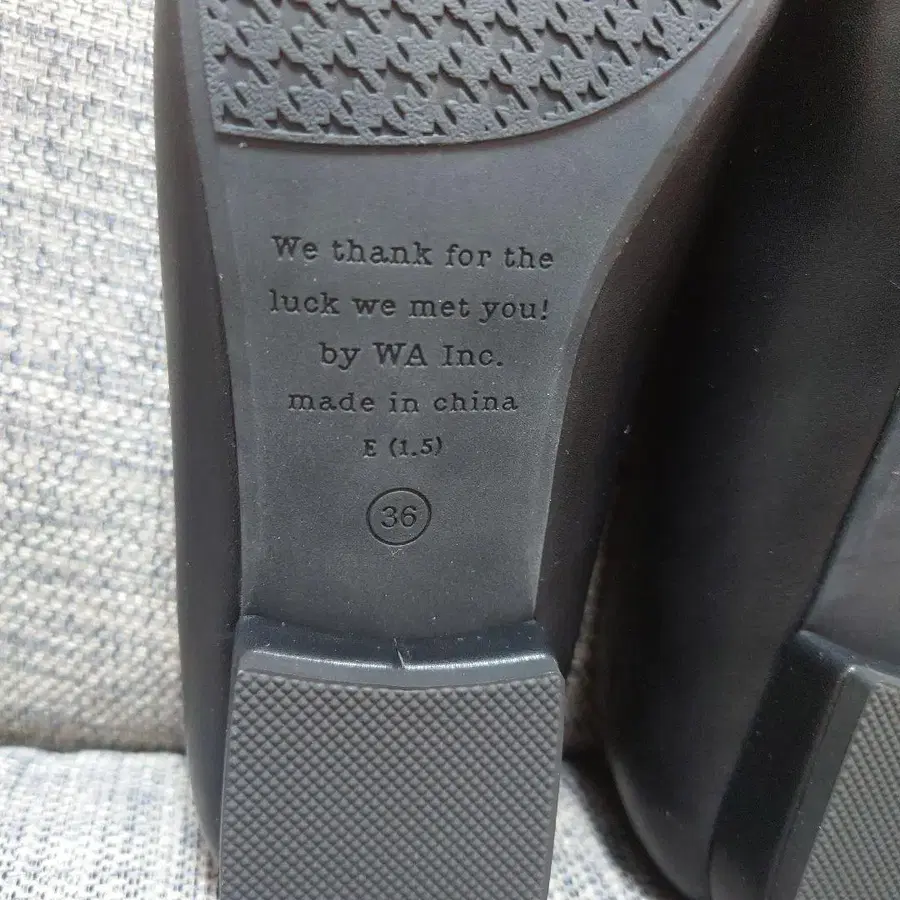 We thank for the
luck we met you!
by WA Inc.
made in china
E (1.5)
36